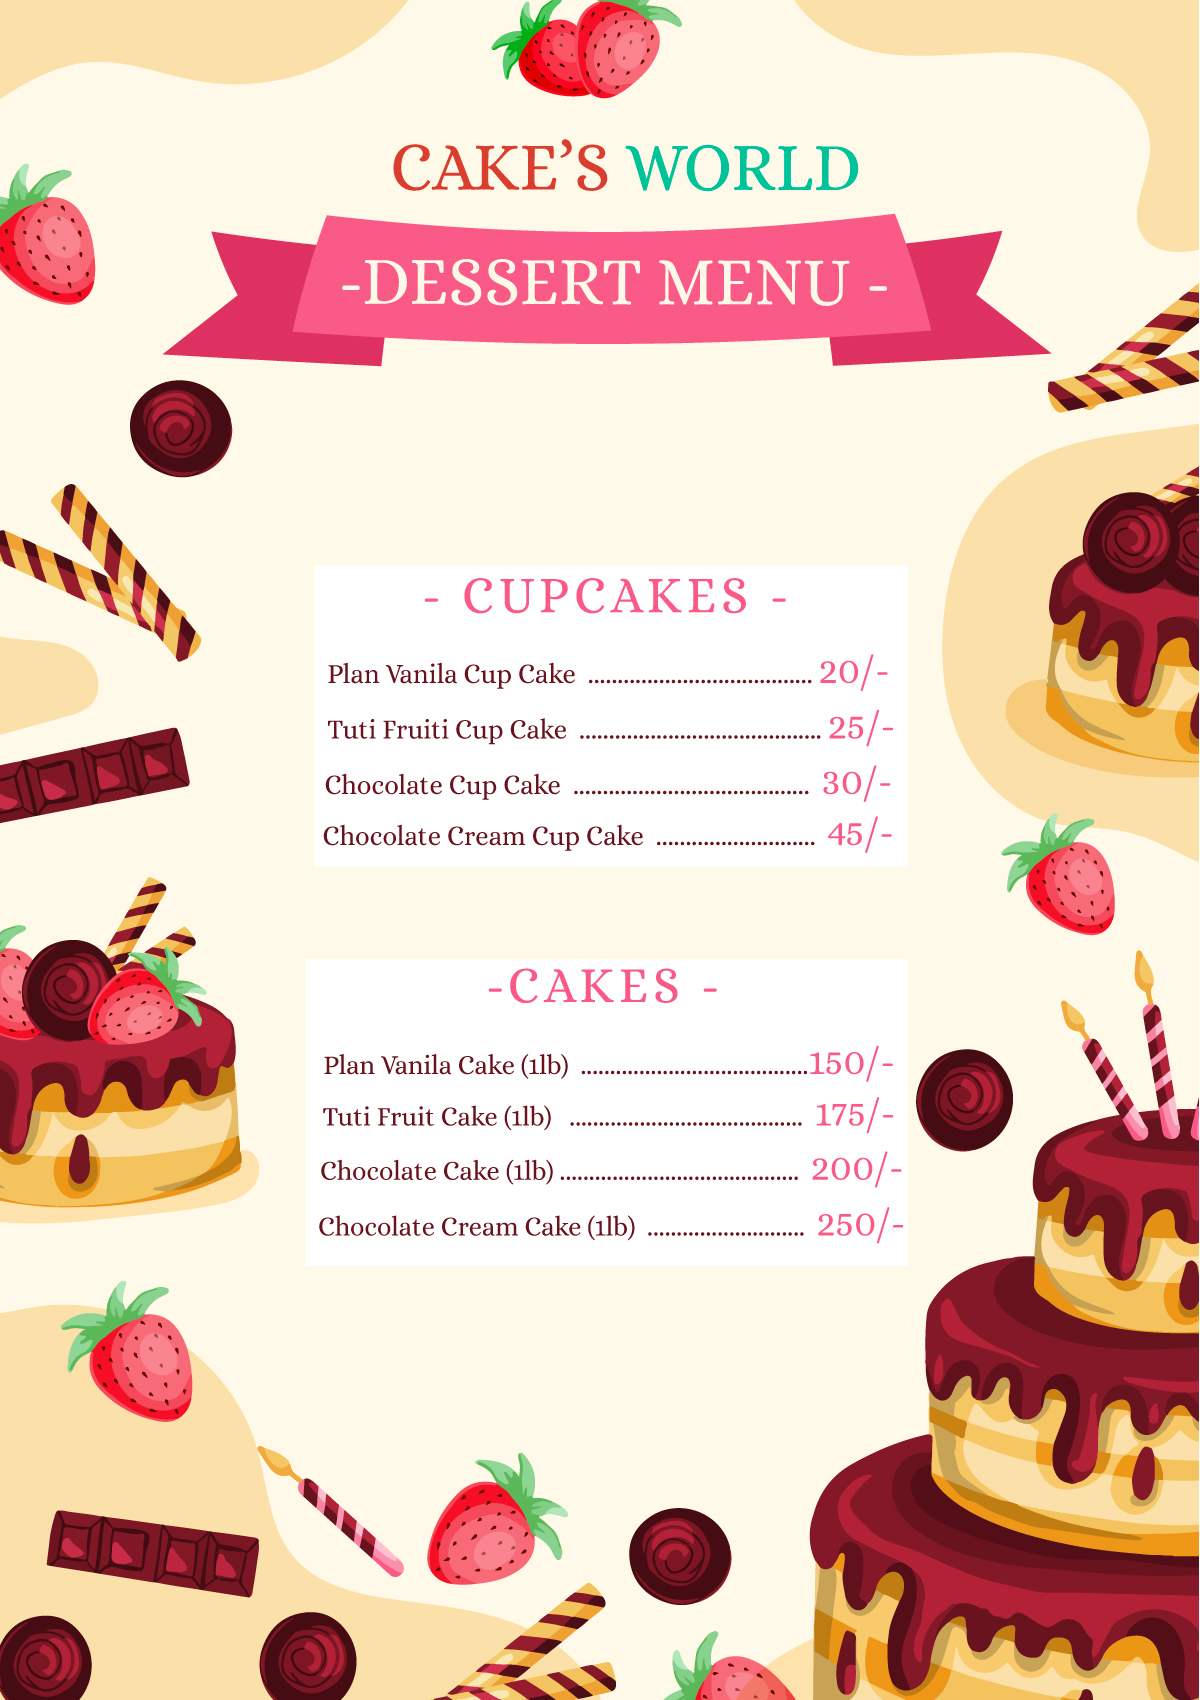 CAKE’S WORLD
-DESSERT MENU -
- CUPCAKES -
Plan Vanila Cup Cake ...................................... 20/-
Tuti Fruiti Cup Cake ......................................... 25/-
Chocolate Cup Cake ........................................ 30/-
Chocolate Cream Cup Cake ........................... 45/-
-CAKES -
Plan Vanila Cake (1lb) .......................................150/-
Tuti Fruit Cake (1lb) ........................................ 175/-
Chocolate Cake (1lb) ......................................... 200/-
Chocolate Cream Cake (1lb) ........................... 250/-